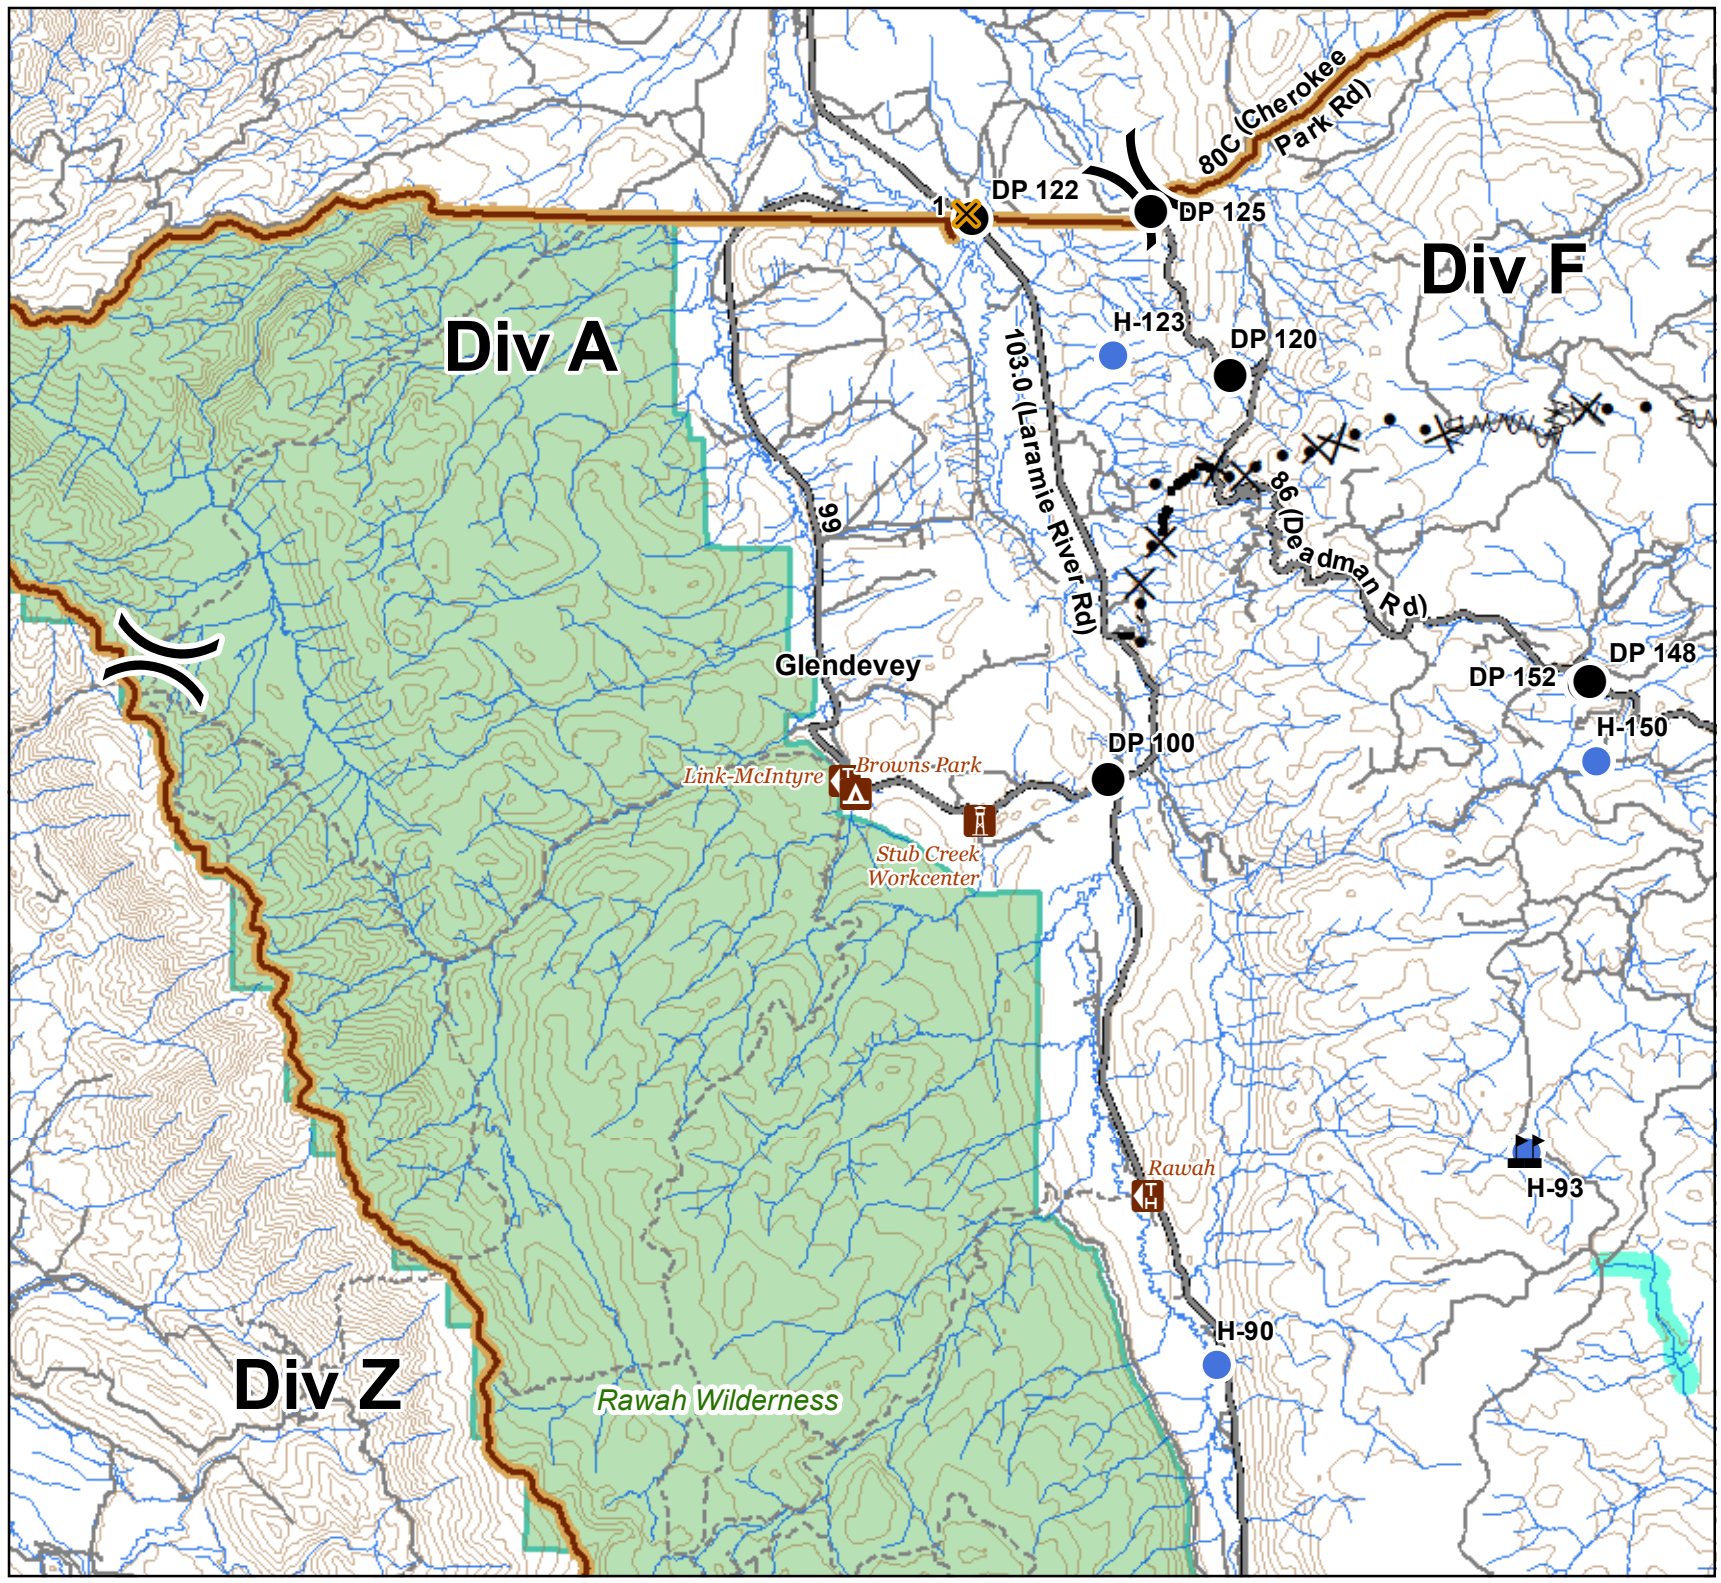 80C (Cherokee
Park Rd)
DP 122
1
DP 125
Div F
H-123
DP 120
Div A
103.0 (Laramie River Rd)
99
86 (Deadman Rd)
Glendevey
DP 148
DP 152
H-150
DP 100
Link-McIntyre
Browns Park
Stub Creek
Workcenter
Rawah
TH
H-93
H-90
Div Z
Rawah Wilderness